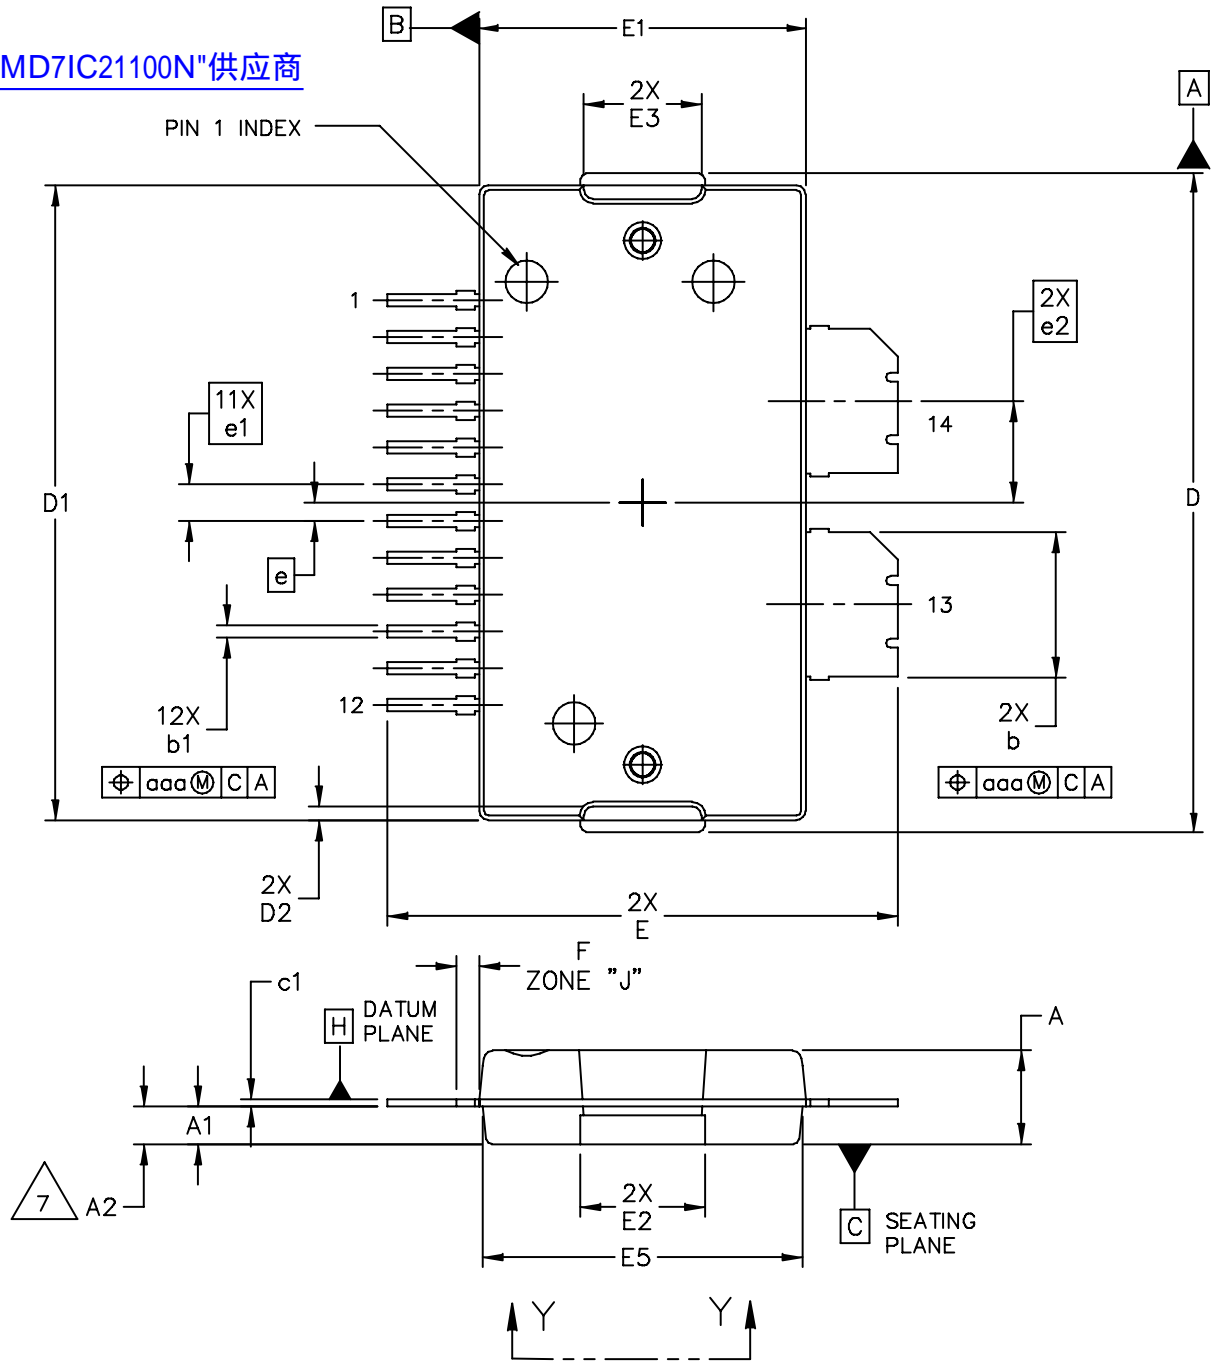 B
E1
MD7IC21100N"供应商
2X
E3
A
PIN 1 INDEX
1
2X
e2
11X
e1
14
D1
D
e
13
12X
b1
12
2X
b
⌖ aaa Ⓜ C A
⌖ aaa Ⓜ C A
2X
D2
2X
E
F
ZONE "J"
c1
H
DATUM
PLANE
A
A1
7
A2
2X
E2
C
SEATING
PLANE
E5
Y
Y